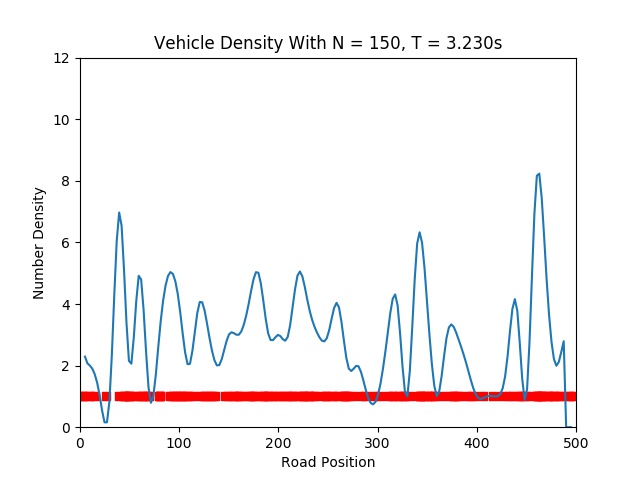 Vehicle Density With N = 150, T = 3.230s
12
10
8
6
4
2
0
Number Density
0 100 200 300 400 500
Road Position